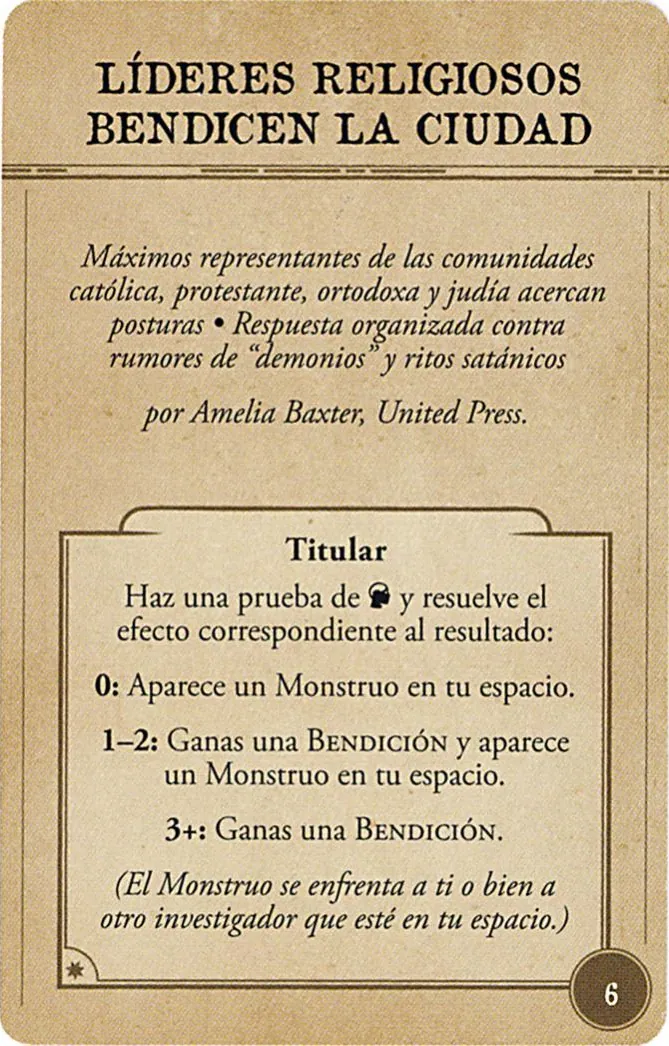 LÍDERES RELIGIOSOS
BENDICEN LA CIUDAD
Máximos representantes de las comunidades
católica, protestante, ortodoxa y judía acercan
posturas • Respuesta organizada contra
rumores de “demonios” y ritos satánicos
por Amelia Baxter, United Press.
Titular
Haz una prueba de y resuelve el
efecto correspondiente al resultado:
0: Aparece un Monstruo en tu espacio.
1–2: Ganas una BENDICIÓN y aparece
un Monstruo en tu espacio.
3+: Ganas una BENDICIÓN.
(El Monstruo se enfrenta a ti o bien a
otro investigador que esté en tu espacio.)
6